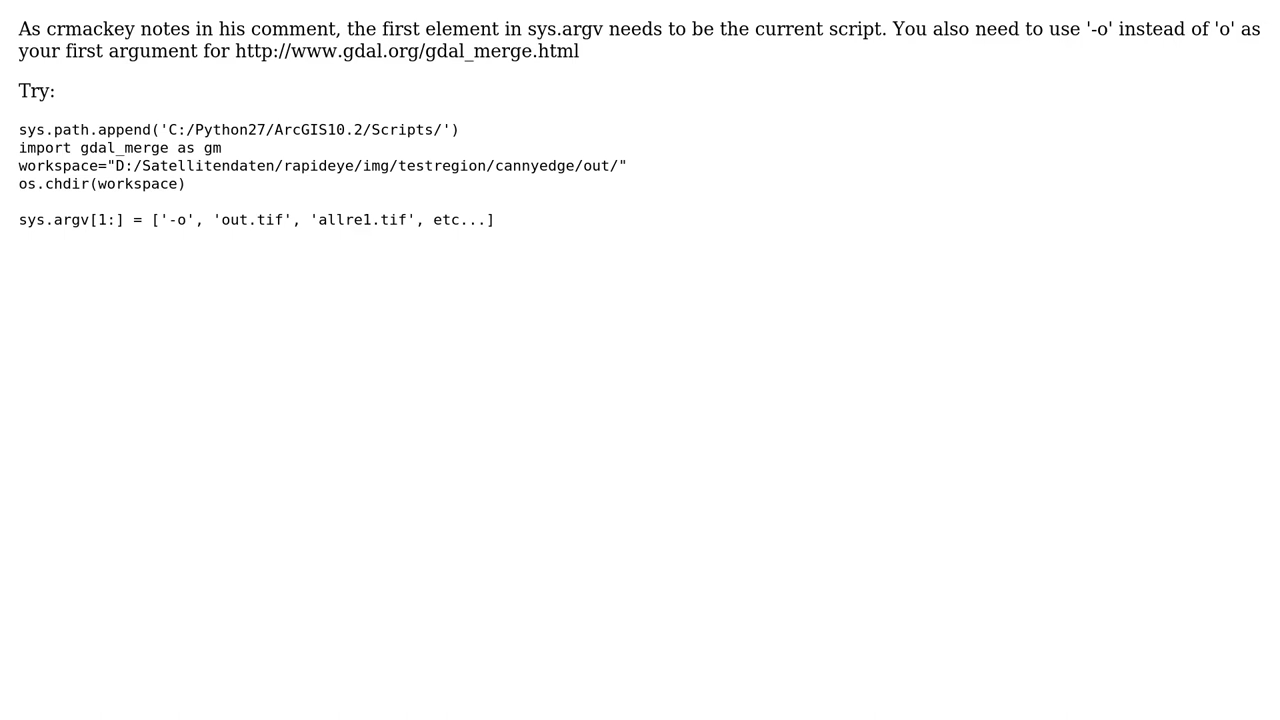 As crmackey notes in his comment, the first element in sys.argv needs to be the current script. You also need to use '-o' instead of 'o' as
your first argument for http://www.gdal.org/gdal_merge.html
Try:
sys.path.append('C:/Python27/ArcGIS10.2/Scripts/')
import gdal_merge as gm
workspace="D:/Satellitendaten/rapideye/img/testregion/cannyedge/out/"
os.chdir(workspace)
sys.argv[1:] = ['-o', 'out.tif', 'allre1.tif', etc...]